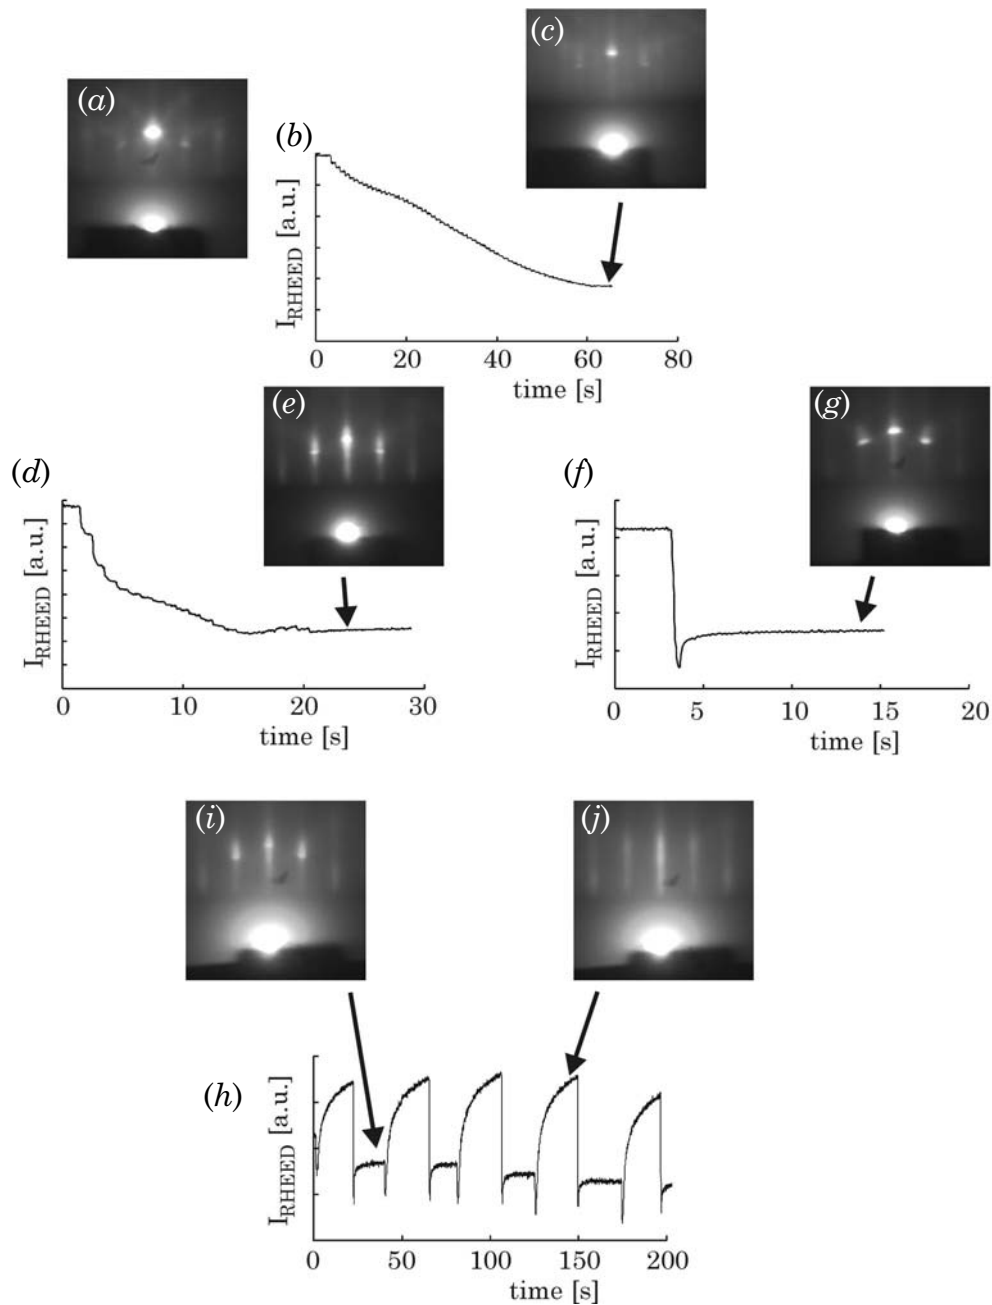 (a)
(b)
(c)
I_RHEED [a.u.]
0 20 40 60 80
time [s]
(d)
(e)
I_RHEED [a.u.]
0 10 20 30
time [s]
(f)
(g)
I_RHEED [a.u.]
0 5 10 15 20
time [s]
(i)
(j)
(h)
I_RHEED [a.u.]
0 50 100 150 200
time [s]